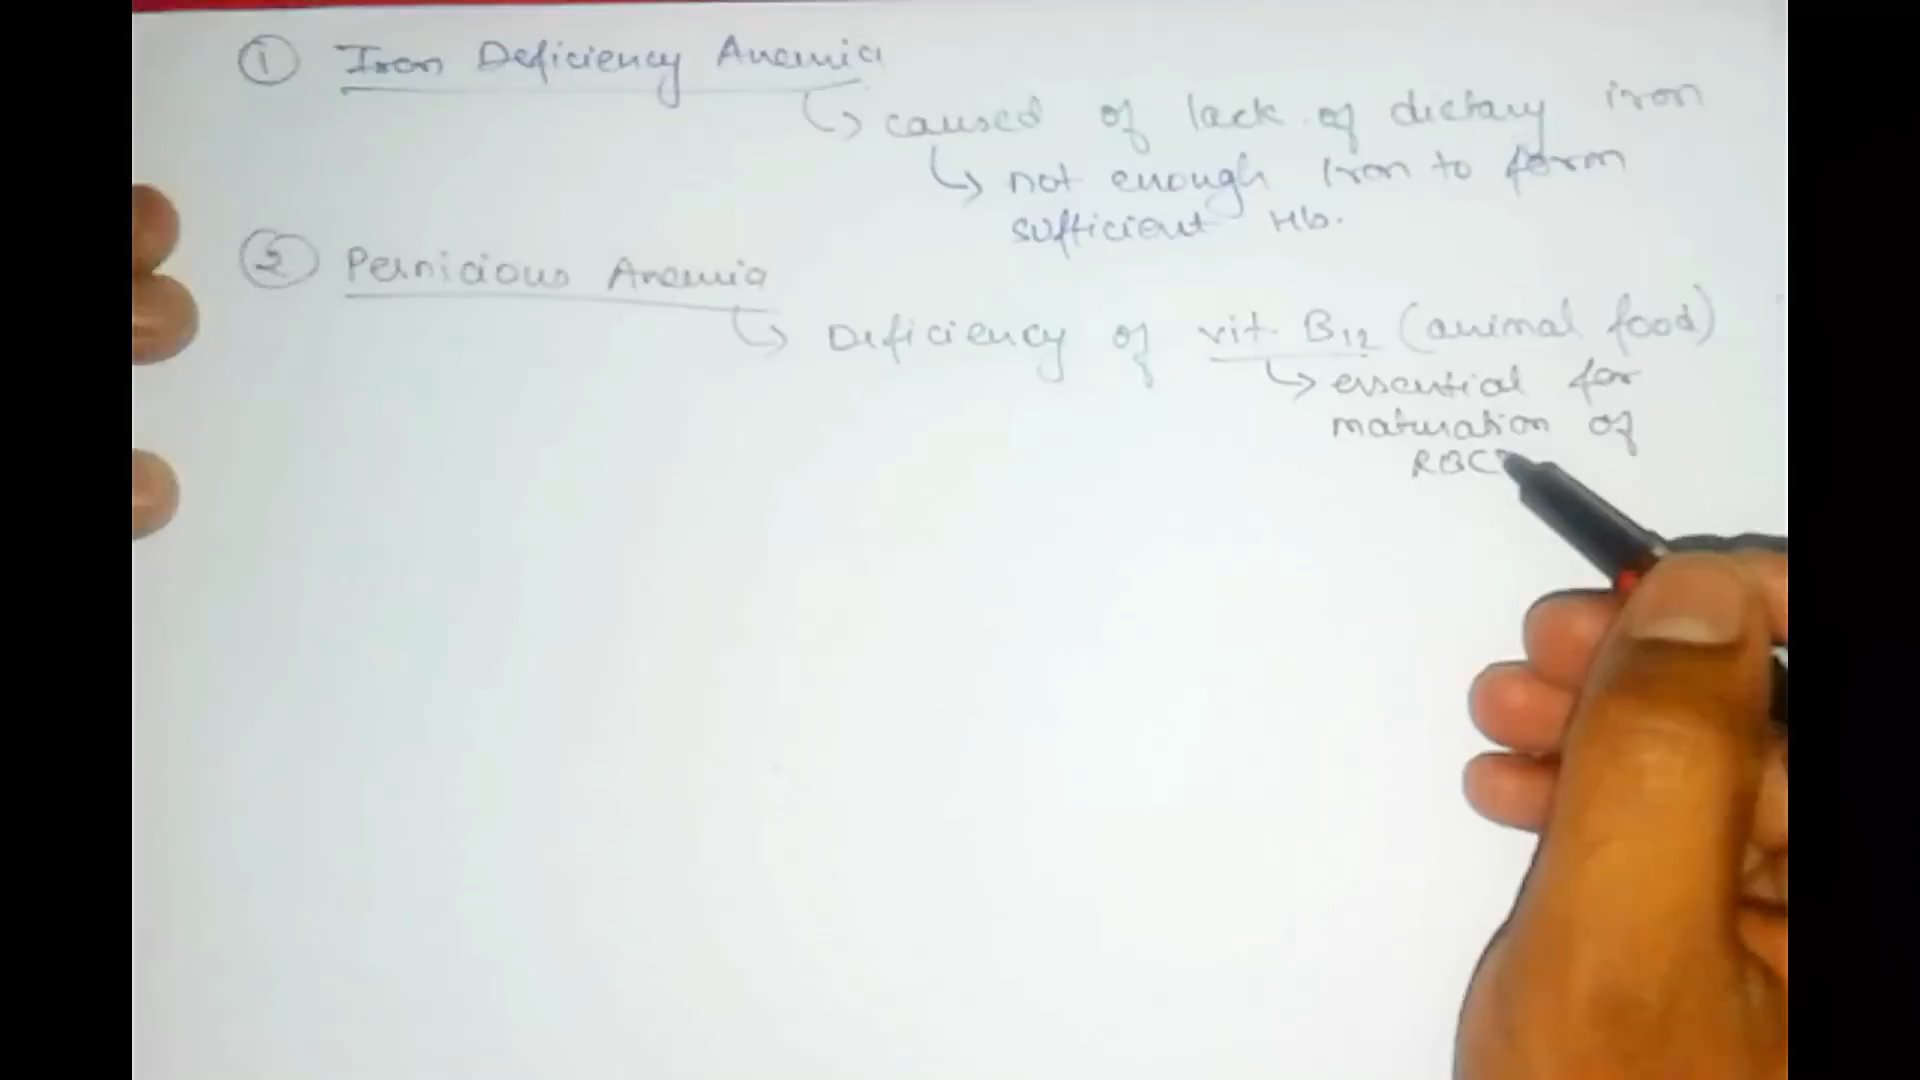 ① Iron Deficiency Anemia
↳ caused of lack of dietary iron
↳ not enough Iron to form
sufficient Hb.
② Pernicious Anemia
↳ Deficiency of vit. B12 (animal food)
↳ essential for
maturation of
RBC